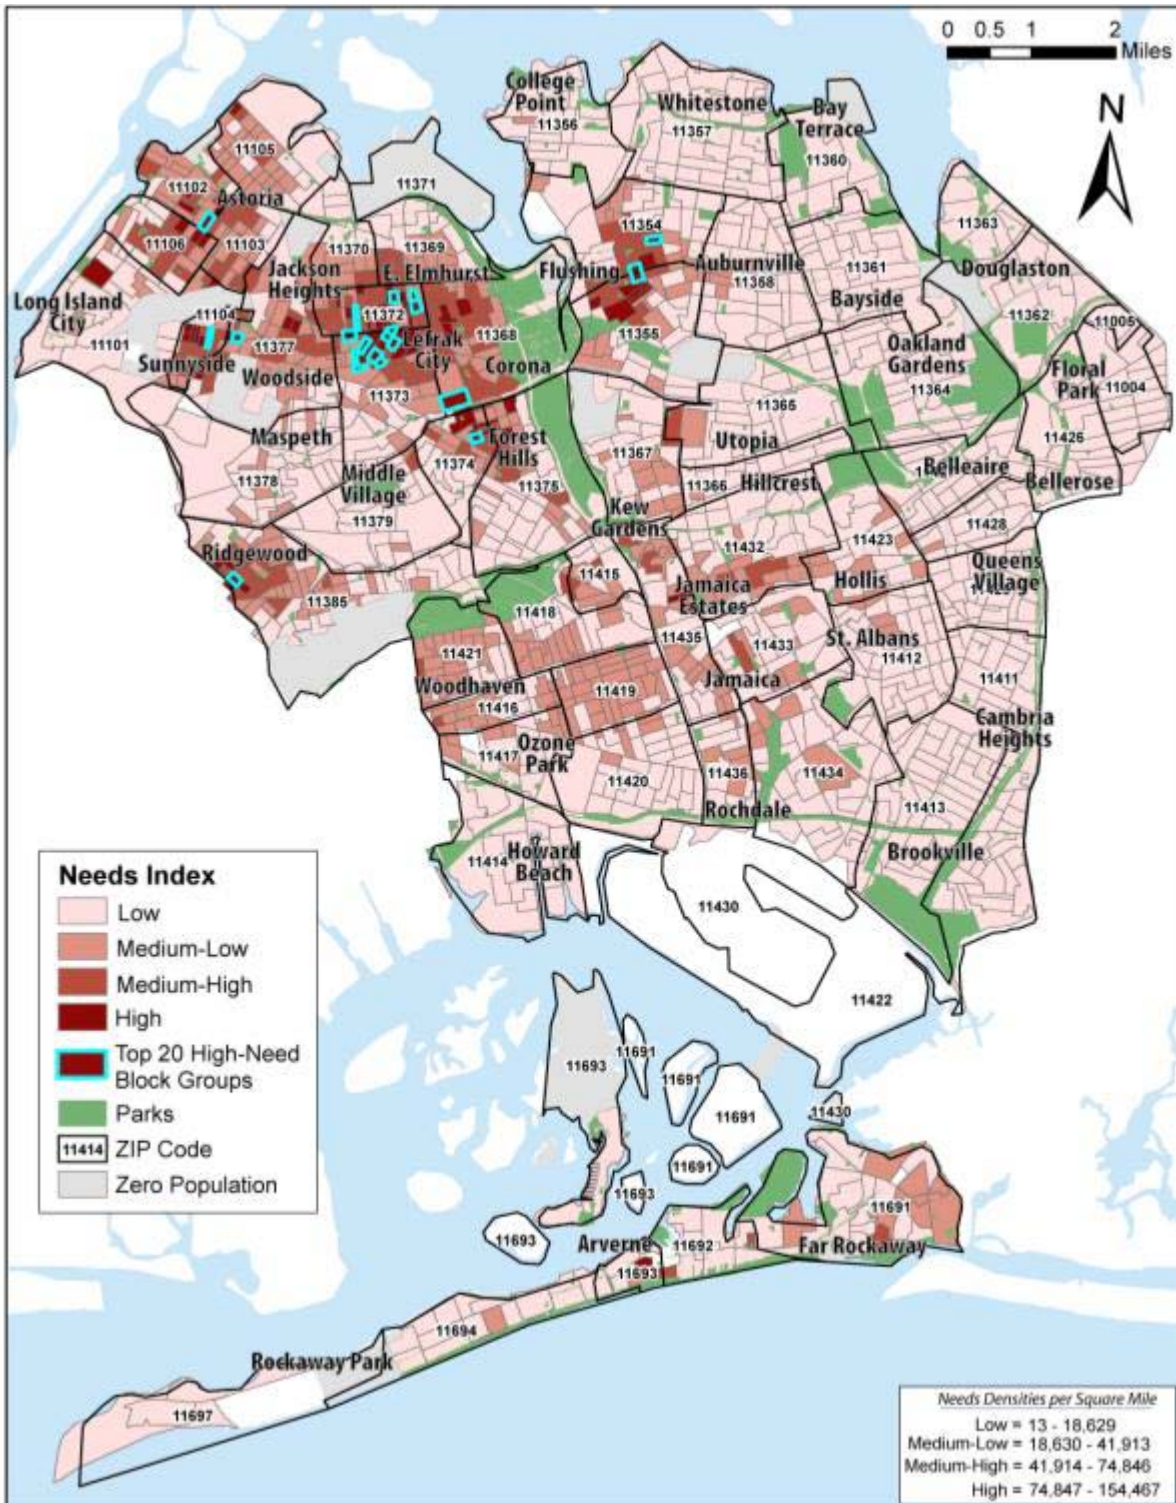 0 0.5 1 2
Miles
N
College
Point
11356
Whitestone
11357
Bay
Terrace
11360
11105
11102
Astoria
11371
11363
11106
11103
11370
11369
11354
Douglaston
Jackson
Heights
E. Elmhurst
Flushing
Auburnville
11358
11361
Bayside
11362
Long Island
City
11101
11104
11372
Lefrak
City
11368
11355
11005
Sunnyside
11377
Woodside
Corona
Oakland
Gardens
11364
Floral
Park
11004
11373
11365
Maspeth
Forest
Hills
Utopia
11426
Middle
Village
11374
11375
11367
11366
Hillcrest
Belleaire
Bellerose
11378
11379
Kew
Gardens
11432
11423
11428
Ridgewood
11385
11415
Jamaica
Estates
Hollis
Queens
Village
11418
11435
11433
St. Albans
11412
11421
Woodhaven
11419
Jamaica
11411
11416
Cambria
Heights
11417
Ozone
Park
11420
11436
11434
11413
Rochdale
11414
Howard
Beach
Brookville
11430
11422
11693
11691
11691
11691
11430
11691
11693
11693
11691
Arverne
11692
Far Rockaway
11693
11694
Rockaway Park
11697
Needs Index
Low
Medium-Low
Medium-High
High
Top 20 High-Need
Block Groups
Parks
11414 ZIP Code
Zero Population
Needs Densities per Square Mile
Low = 13 - 18,629
Medium-Low = 18,630 - 41,913
Medium-High = 41,914 - 74,846
High = 74,847 - 154,467